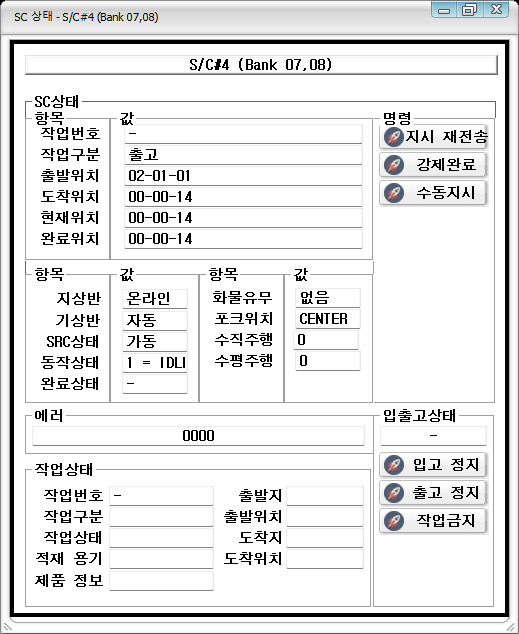 SC 상태 - S/C#4 (Bank 07,08)
S/C#4 (Bank 07,08)
SC상태
항목 값 명령
작업번호 - 지시 재전송
작업구분 출고 강제완료
출발위치 02-01-01 수동지시
도착위치 00-00-14
현재위치 00-00-14
완료위치 00-00-14
항목 값 항목 값
지상반 온라인 화물유무 없음
기상반 자동 포크위치 CENTER
SRC상태 가동 수직주행 0
동작상태 1 = IDLI 수평주행 0
완료상태 -
에러 입출고상태
0000 -
작업상태 입고 정지
작업번호 - 출발지 출고 정지
작업구분 출발위치 작업금지
작업상태 도착지
적재 용기 도착위치
제품 정보